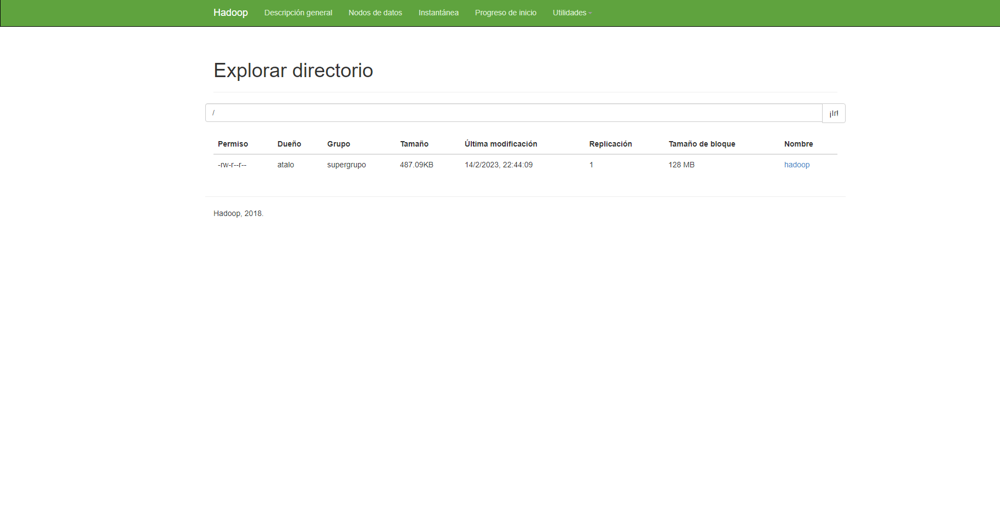 Hadoop Descripción general Nodos de datos Instantánea Progreso de inicio Utilidades
Explorar directorio
/ ¡Ir!
Permiso Dueño Grupo Tamaño Última modificación Replicación Tamaño de bloque Nombre
-rw-r--r-- atalo supergrupo 487.09KB 14/2/2023, 22:44:09 1 128 MB hadoop
Hadoop, 2018.